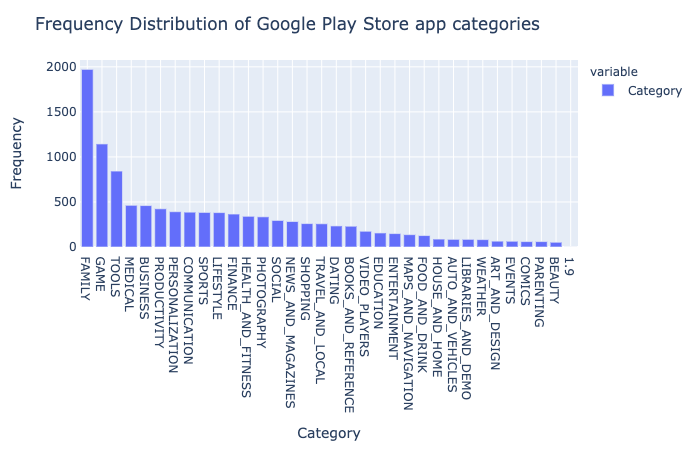 Frequency Distribution of Google Play Store app categories
variable
Category
Frequency
2000
1500
1000
500
0
FAMILY
GAME
TOOLS
MEDICAL
BUSINESS
PRODUCTIVITY
PERSONALIZATION
COMMUNICATION
SPORTS
LIFESTYLE
FINANCE
HEALTH_AND_FITNESS
PHOTOGRAPHY
SOCIAL
NEWS_AND_MAGAZINES
SHOPPING
TRAVEL_AND_LOCAL
DATING
BOOKS_AND_REFERENCE
VIDEO_PLAYERS
EDUCATION
ENTERTAINMENT
MAPS_AND_NAVIGATION
FOOD_AND_DRINK
HOUSE_AND_HOME
AUTO_AND_VEHICLES
LIBRARIES_AND_DEMO
WEATHER
ART_AND_DESIGN
EVENTS
COMICS
PARENTING
BEAUTY
1.9
Category